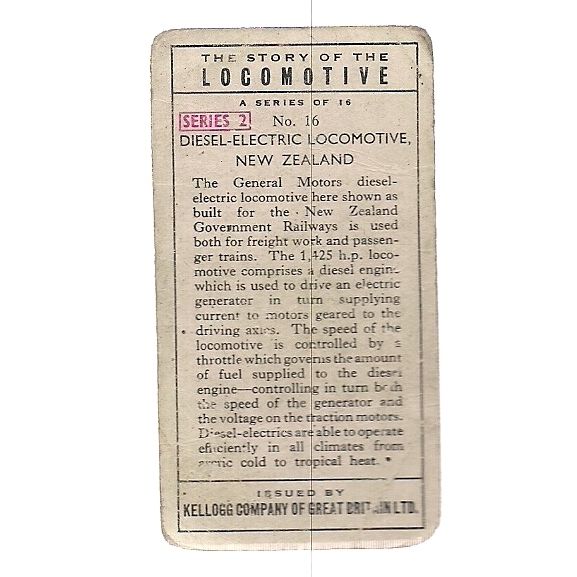 THE STORY OF THE
LOCOMOTIVE
A SERIES OF 16
SERIES 2 No. 16
DIESEL-ELECTRIC LOCOMOTIVE,
NEW ZEALAND
The General Motors diesel-
electric locomotive here shown as
built for the New Zealand
Government Railways is used
both for freight work and passen-
ger trains. The 1,425 h.p. loco-
motive comprises a diesel engine
which is used to drive an electric
generator in turn supplying
current to motors geared to the
driving axles. The speed of the
locomotive is controlled by a
throttle which governs the amount
of fuel supplied to the diesel
engine—controlling in turn both
the speed of the generator and
the voltage on the traction motors.
Diesel-electrics are able to operate
efficiently in all climates from
arctic cold to tropical heat.
ISSUED BY
KELLOGG COMPANY OF GREAT BRITAIN LTD.